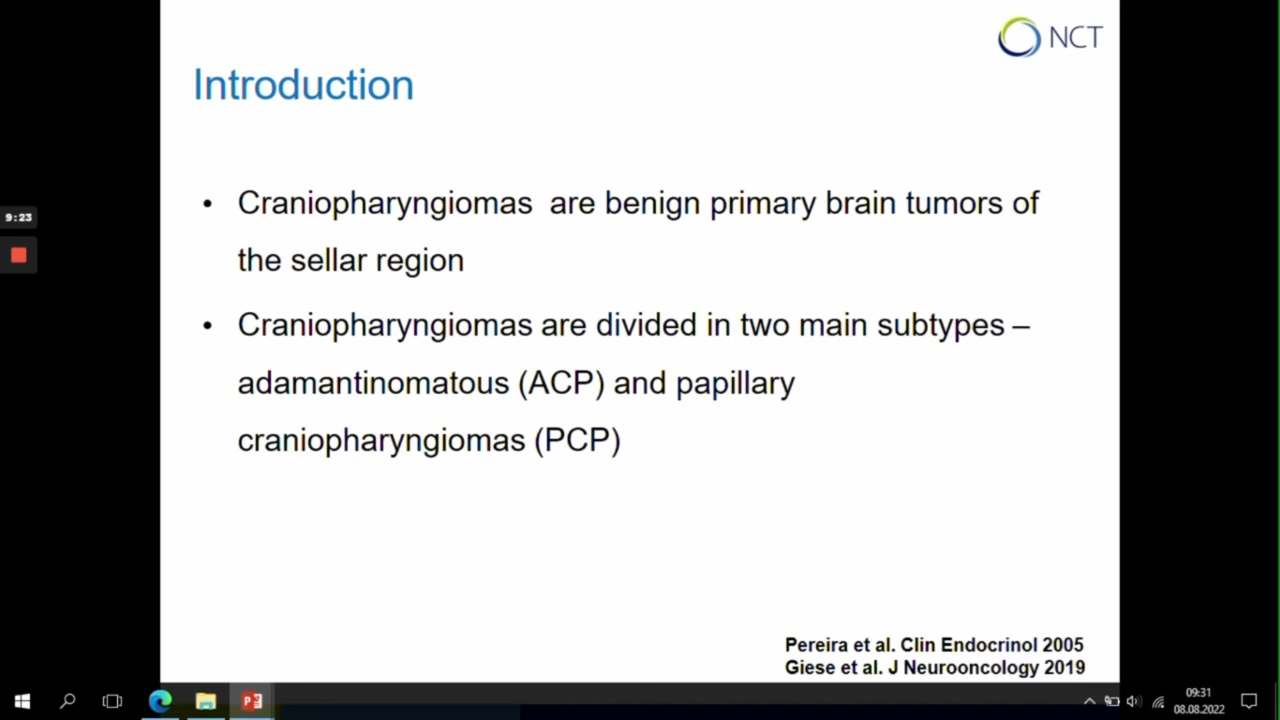 NCT
Introduction
• Craniopharyngiomas are benign primary brain tumors of
the sellar region
• Craniopharyngiomas are divided in two main subtypes –
adamantinomatous (ACP) and papillary
craniopharyngiomas (PCP)
9:23
Pereira et al. Clin Endocrinol 2005
Giese et al. J Neurooncology 2019
09:31
08.08.2022